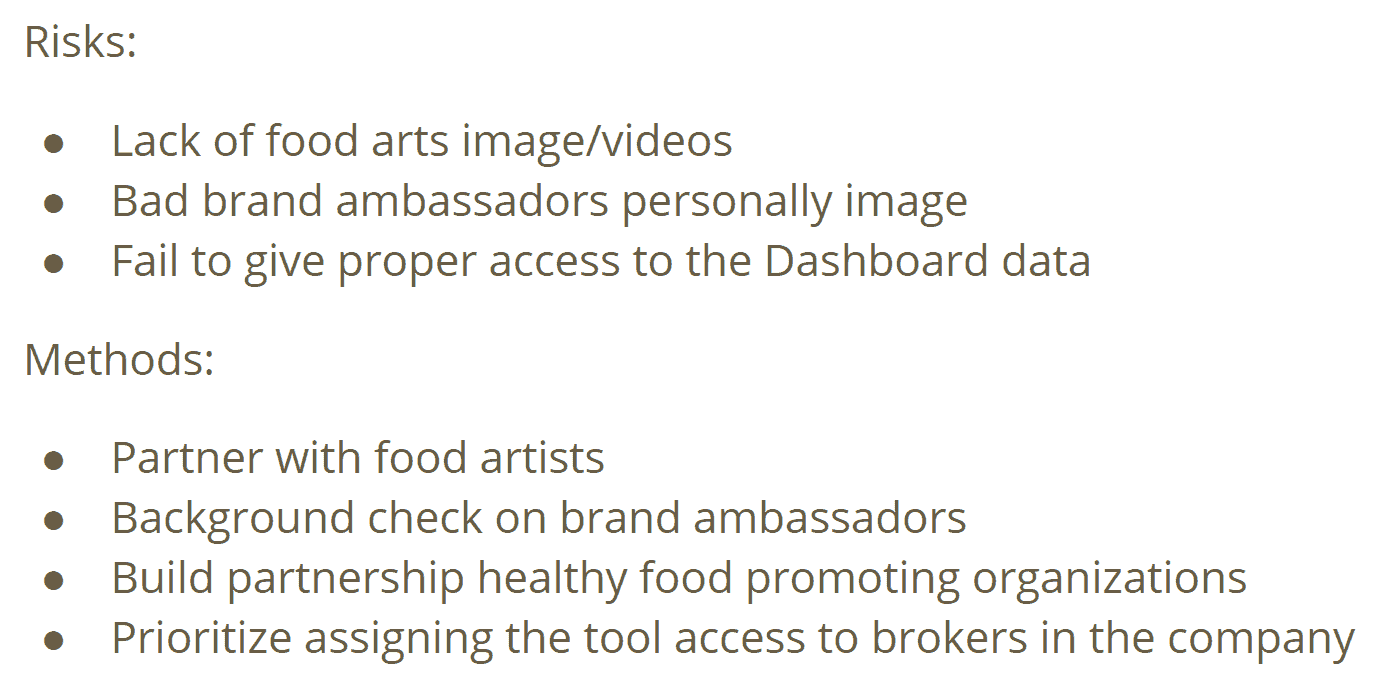 Risks:
● Lack of food arts image/videos
● Bad brand ambassadors personally image
● Fail to give proper access to the Dashboard data
Methods:
● Partner with food artists
● Background check on brand ambassadors
● Build partnership healthy food promoting organizations
● Prioritize assigning the tool access to brokers in the company